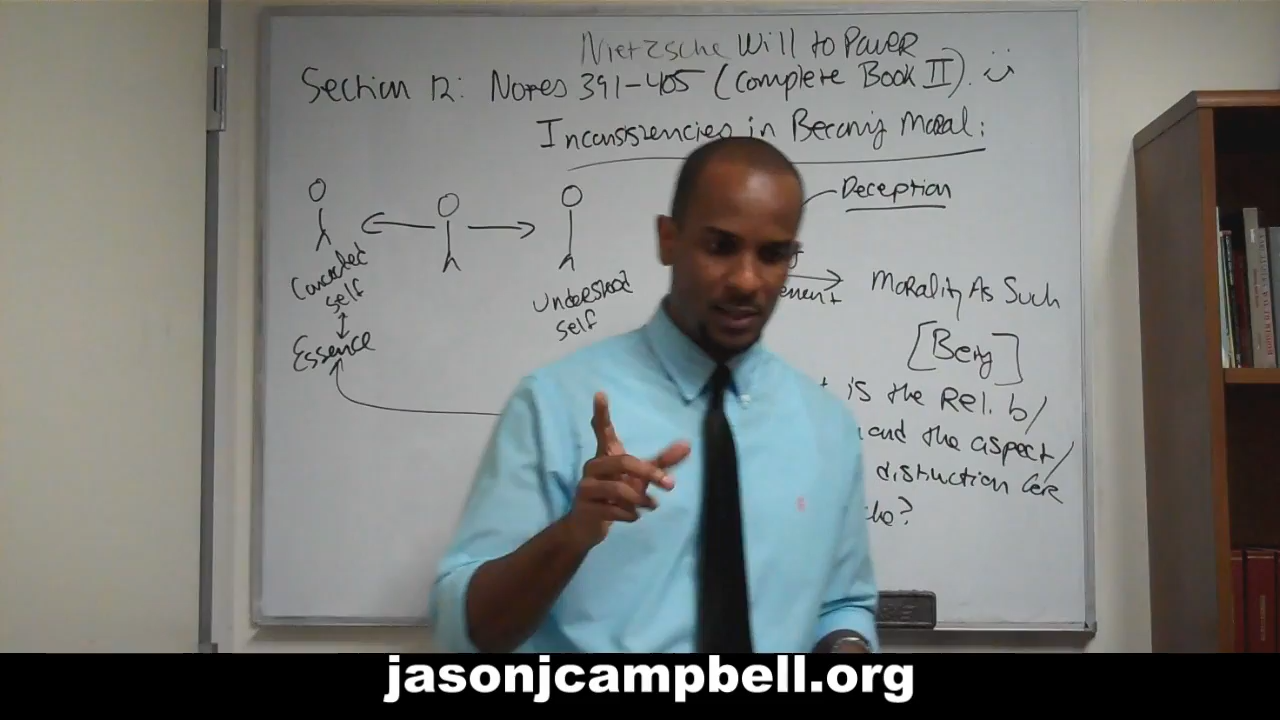 Nietzsche Will to Power
Section 12: Notes 391-405 (Complete Book II).
Inconsistencies in Becoming Moral:
Deception
Morality As Such
[Being]
Understood
self
self
Essence
is the Rel. b/
and the aspect/
distinction
jasonjcampbell.org